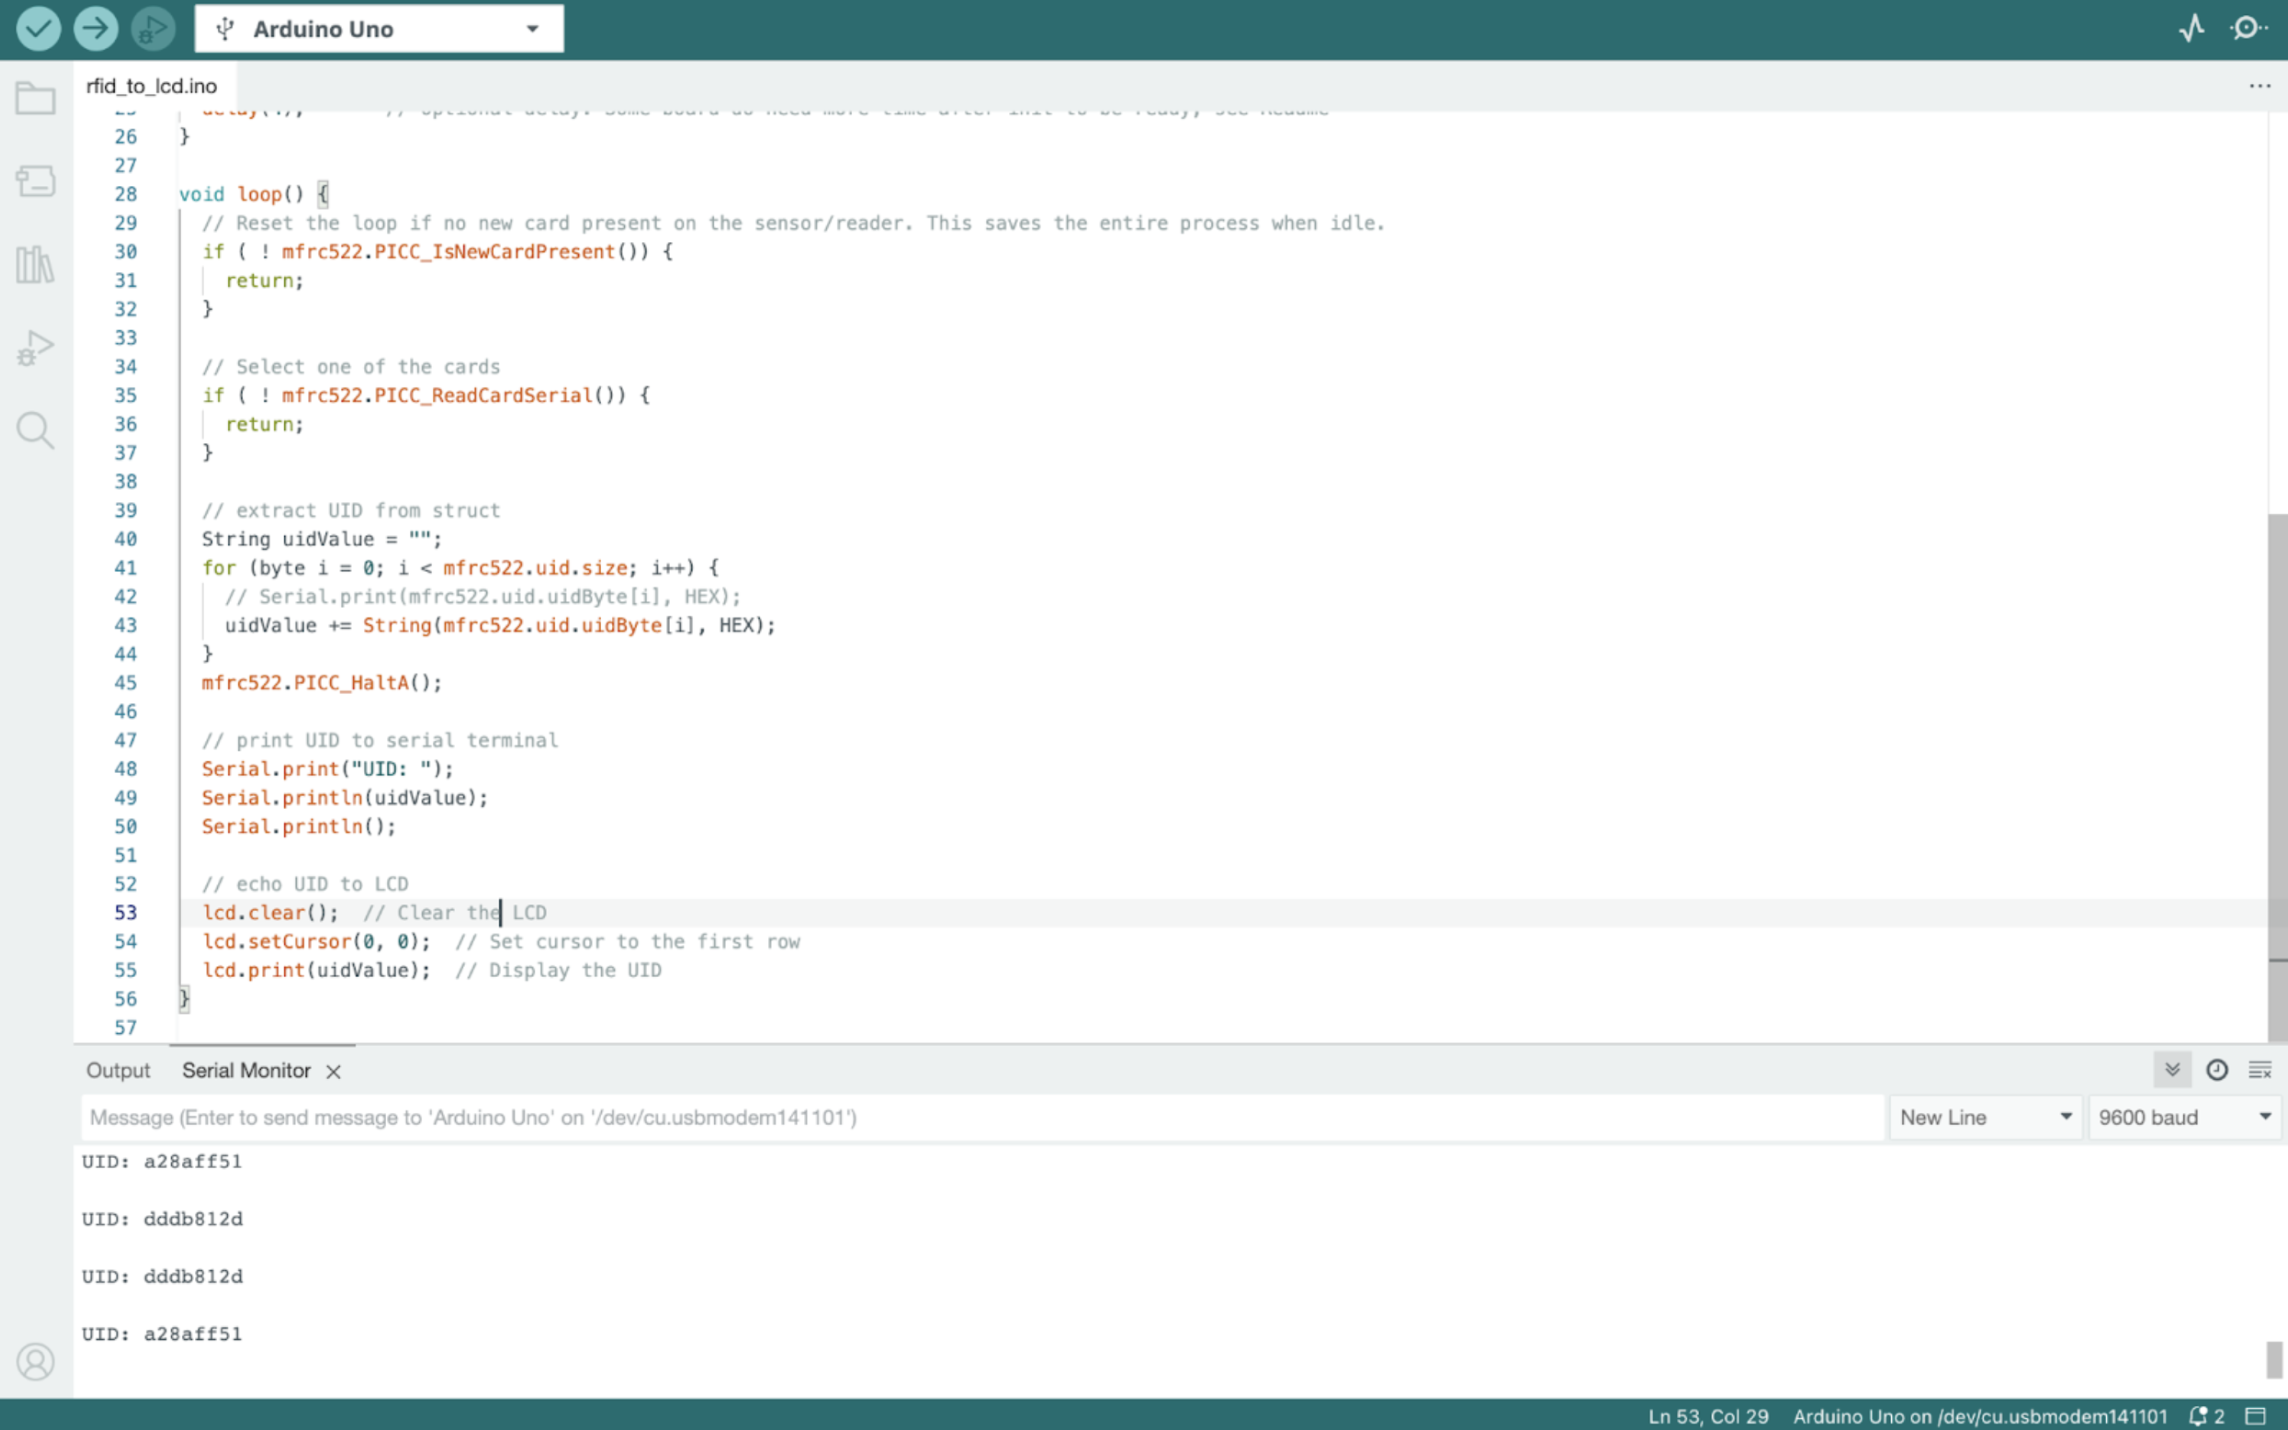 Arduino Uno
rfid_to_lcd.ino
26 }
27
28 void loop() {
29 // Reset the loop if no new card present on the sensor/reader. This saves the entire process when idle.
30 if ( ! mfrc522.PICC_IsNewCardPresent()) {
31 return;
32 }
33
34 // Select one of the cards
35 if ( ! mfrc522.PICC_ReadCardSerial()) {
36 return;
37 }
38
39 // extract UID from struct
40 String uidValue = "";
41 for (byte i = 0; i < mfrc522.uid.size; i++) {
42 // Serial.print(mfrc522.uid.uidByte[i], HEX);
43 uidValue += String(mfrc522.uid.uidByte[i], HEX);
44 }
45 mfrc522.PICC_HaltA();
46
47 // print UID to serial terminal
48 Serial.print("UID: ");
49 Serial.println(uidValue);
50 Serial.println();
51
52 // echo UID to LCD
53 lcd.clear(); // Clear the LCD
54 lcd.setCursor(0, 0); // Set cursor to the first row
55 lcd.print(uidValue); // Display the UID
56 }
57
Output Serial Monitor
Message (Enter to send message to 'Arduino Uno' on '/dev/cu.usbmodem141101') New Line 9600 baud
UID: a28aff51
UID: dddb812d
UID: dddb812d
UID: a28aff51
Ln 53, Col 29 Arduino Uno on /dev/cu.usbmodem141101 2